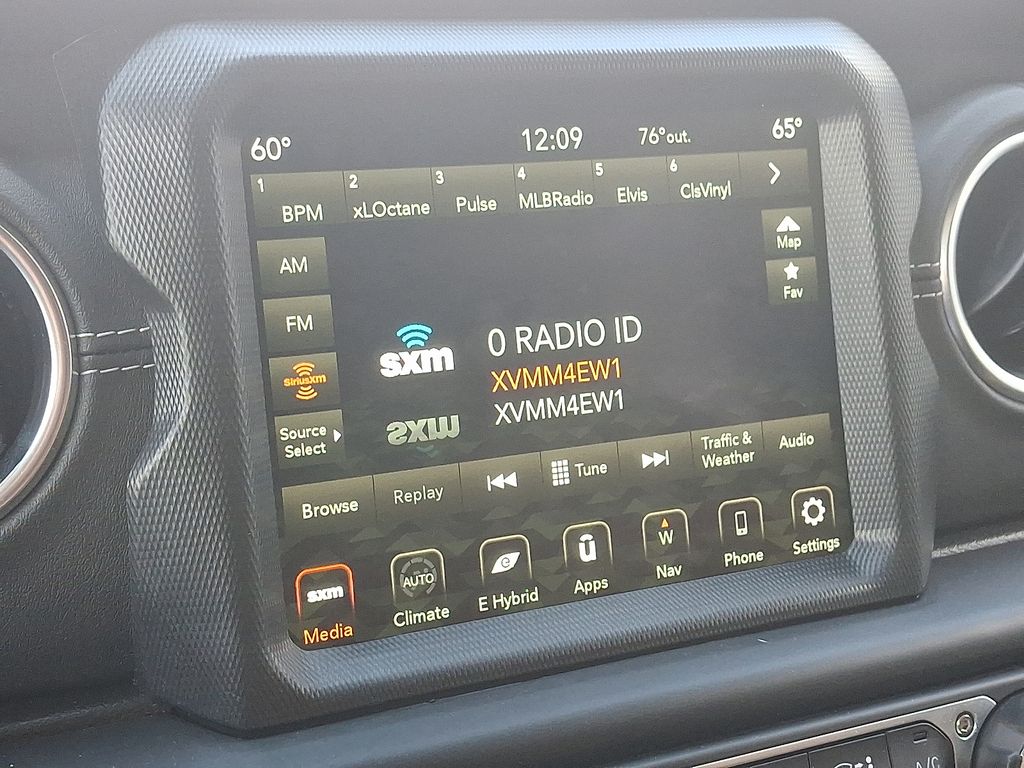 60° 12:09 76°out. 65°
1 2 3 4 5 6
BPM xLOctane Pulse MLBRadio Elvis ClsVinyl
AM
Map
FM
Fav
SiriusXM
sxm
0 RADIO ID
XVMM4EW1
XVMM4EW1
Source
Select
Browse Replay Tune Traffic &
Weather Audio
sxm AUTO e ū W
Media Climate E Hybrid Apps Nav Phone Settings